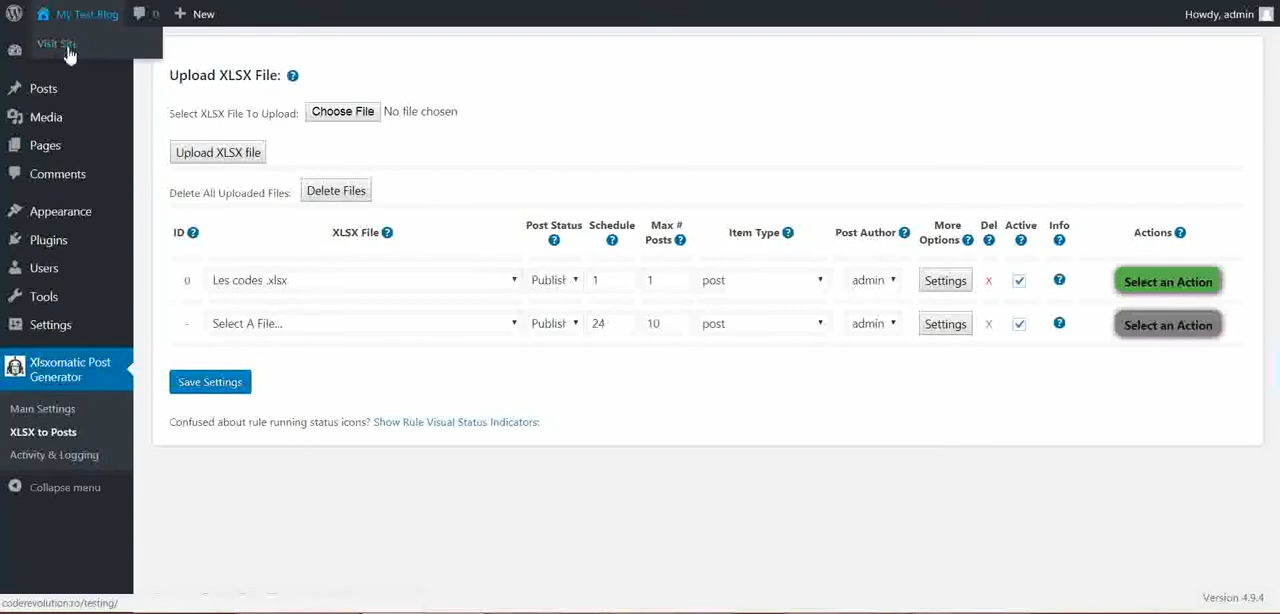 My Test Blog 0 New Howdy, admin
Visit Site
Posts
Media
Pages
Comments
Appearance
Plugins
Users
Tools
Settings
Xlsxomatic Post
Generator
Main Settings
XLSX to Posts
Activity & Logging
Collapse menu
Upload XLSX File: ?
Select XLSX File To Upload: Choose File No file chosen
Upload XLSX file
Delete All Uploaded Files: Delete Files
ID ? XLSX File ? Post Status ? Schedule ? Max # Posts ? Item Type ? Post Author ? More Options ? Del ? Active ? Info ? Actions ?
0 Les codes .xlsx Publish 1 1 post admin Settings X ? Select an Action
- Select A File... Publish 24 10 post admin Settings X ? Select an Action
Save Settings
Confused about rule running status icons? Show Rule Visual Status Indicators:
coderevolution.ro/testing/
Version 4.9.4